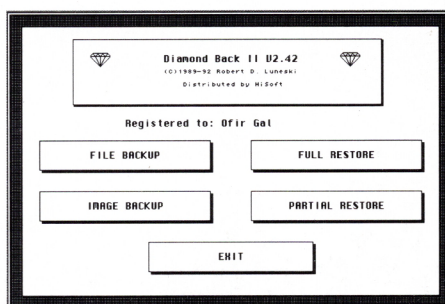 Diamond Back II V2.42
(C)1989-92 Robert D. Luneski
Distributed by HiSoft
Registered to: Ofir Gal
FILE BACKUP
FULL RESTORE
IMAGE BACKUP
PARTIAL RESTORE
EXIT